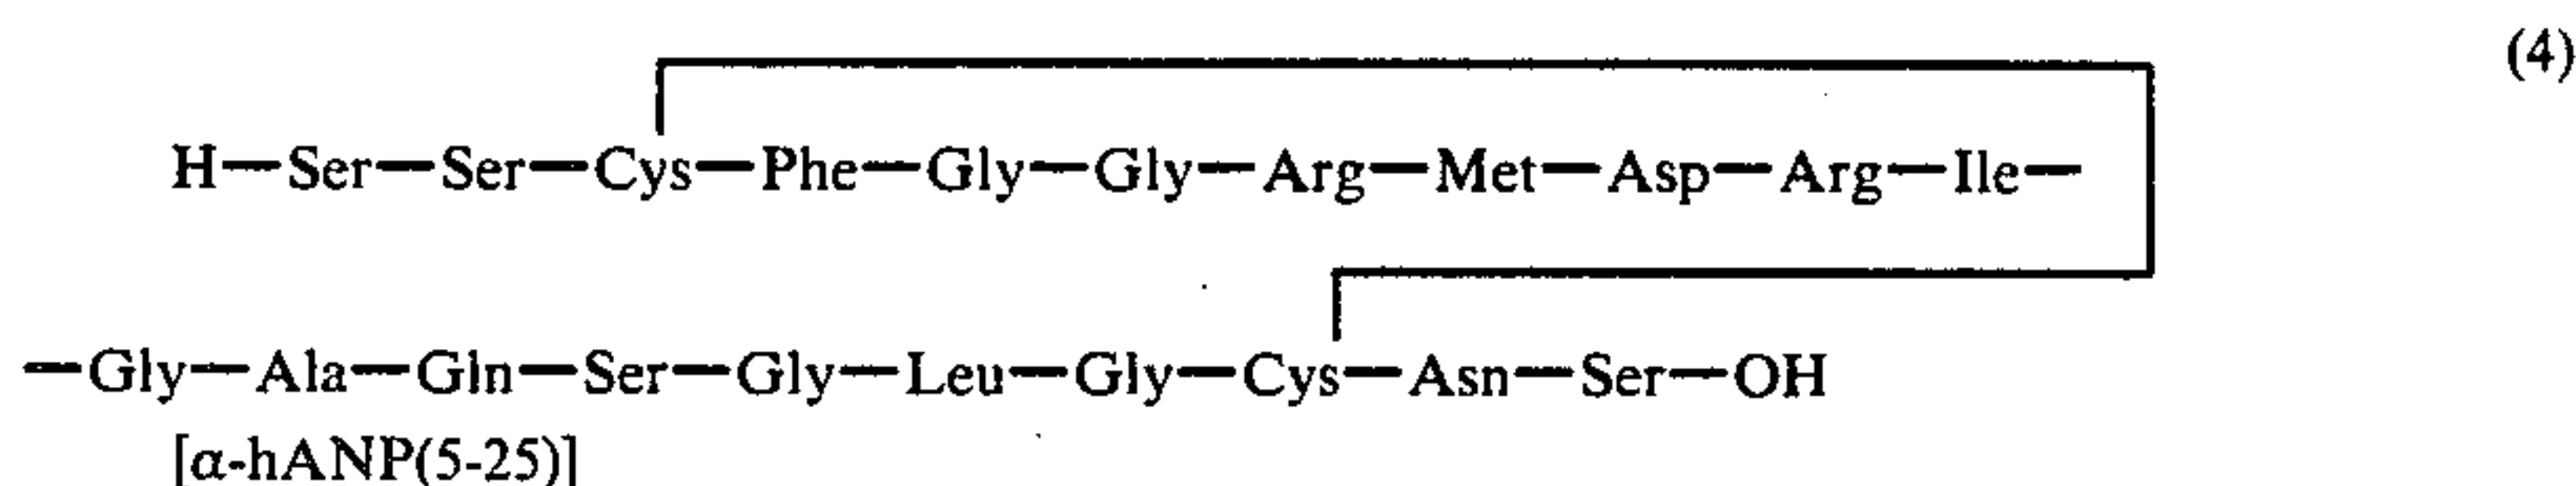 (4)
H—Ser—Ser—Cys—Phe—Gly—Gly—Arg—Met—Asp—Arg—Ile—
—Gly—Ala—Gln—Ser—Gly—Leu—Gly—Cys—Asn—Ser—OH
[α-hANP(5-25)]